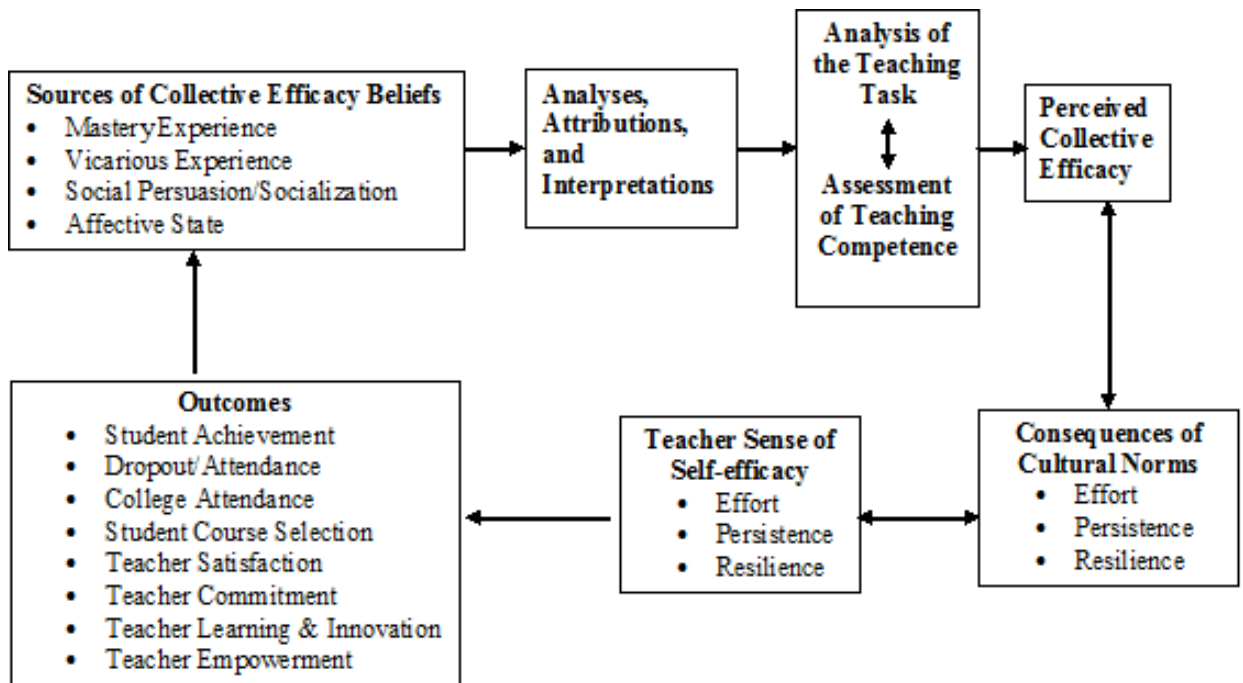 Sources of Collective Efficacy Beliefs
• Mastery Experience
• Vicarious Experience
• Social Persuasion/Socialization
• Affective State
Analyses,
Attributions,
and
Interpretations
Analysis of
the Teaching
Task
Assessment
of Teaching
Competence
Perceived
Collective
Efficacy
Outcomes
• Student Achievement
• Dropout/Attendance
• College Attendance
• Student Course Selection
• Teacher Satisfaction
• Teacher Commitment
• Teacher Learning & Innovation
• Teacher Empowerment
Teacher Sense of
Self-efficacy
• Effort
• Persistence
• Resilience
Consequences of
Cultural Norms
• Effort
• Persistence
• Resilience